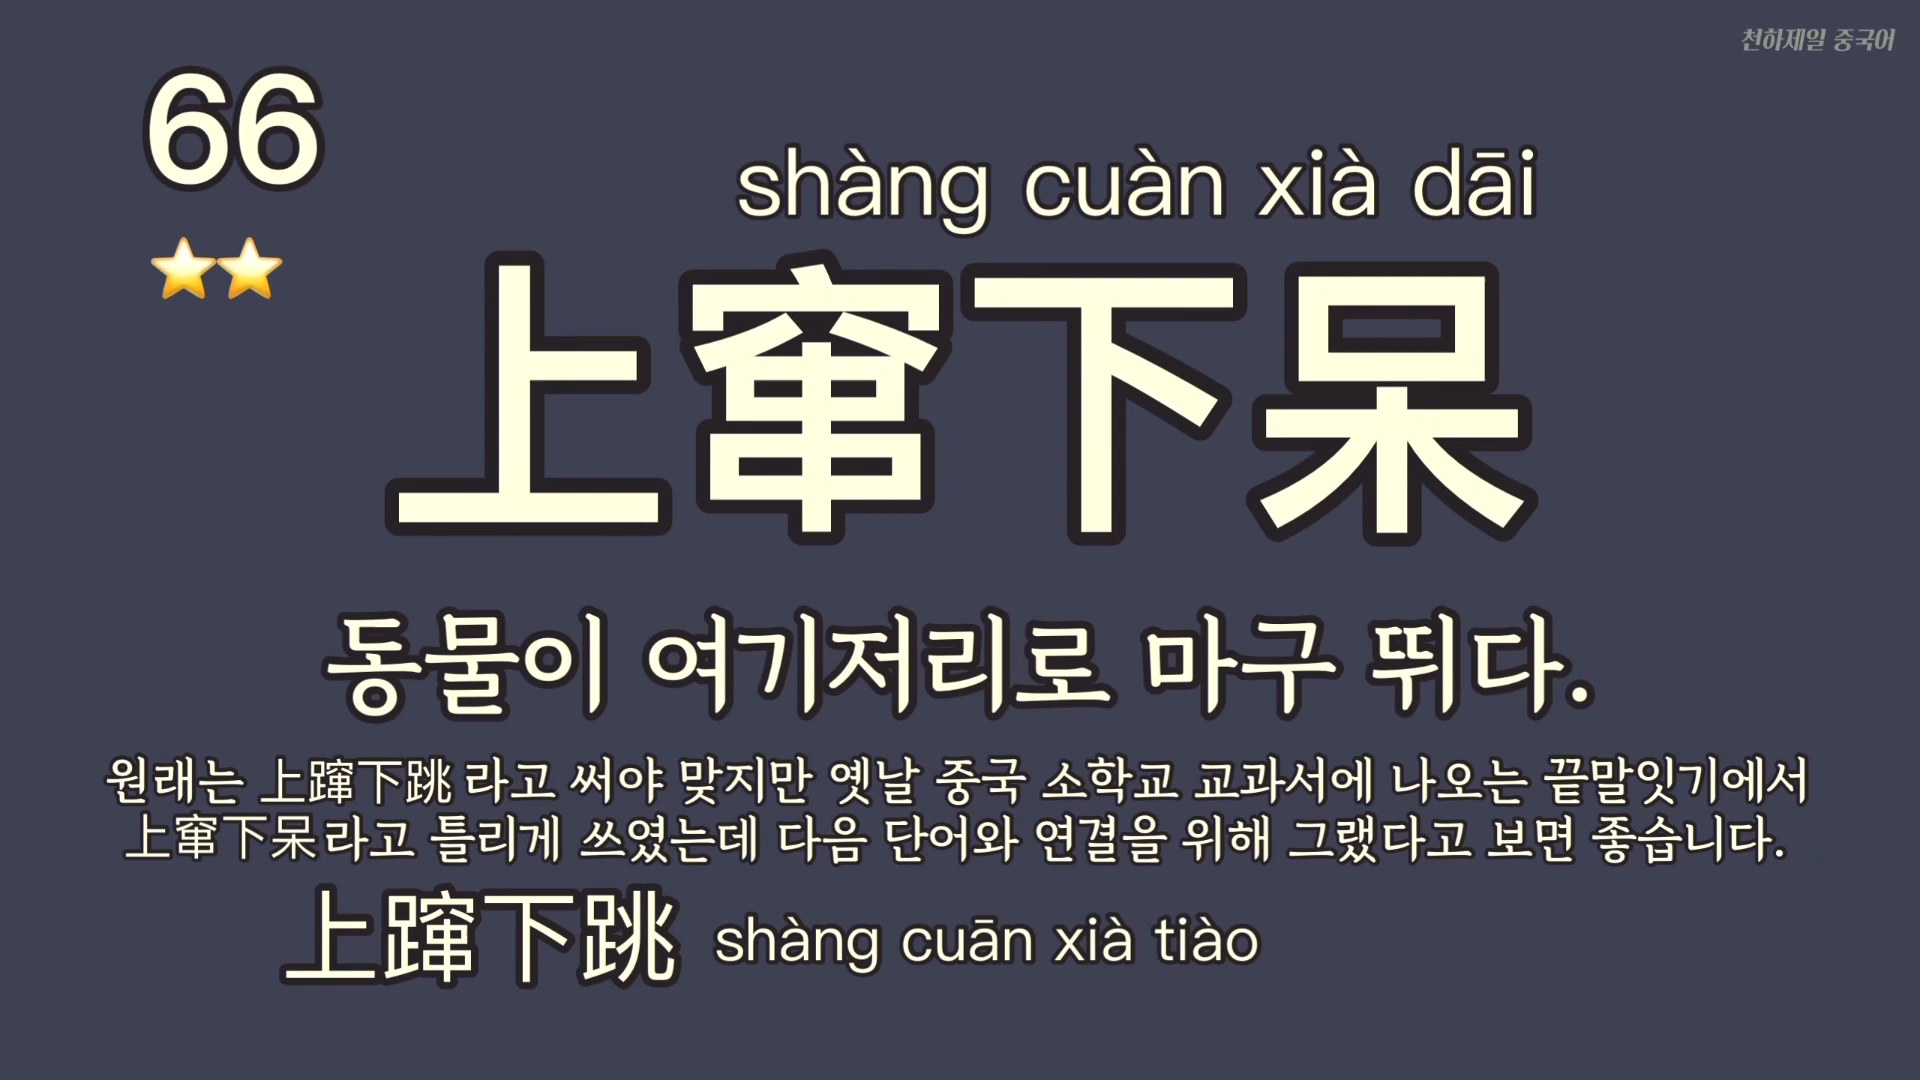 천하제일 중국어
66
⭐⭐
shàng cuàn xià dāi
上窜下呆
동물이 여기저리로 마구 뛰다.
원래는 上蹿下跳 라고 써야 맞지만 옛날 중국 소학교 교과서에 나오는 끝말잇기에서
上窜下呆라고 틀리게 쓰였는데 다음 단어와 연결을 위해 그랬다고 보면 좋습니다.
上蹿下跳 shàng cuān xià tiào